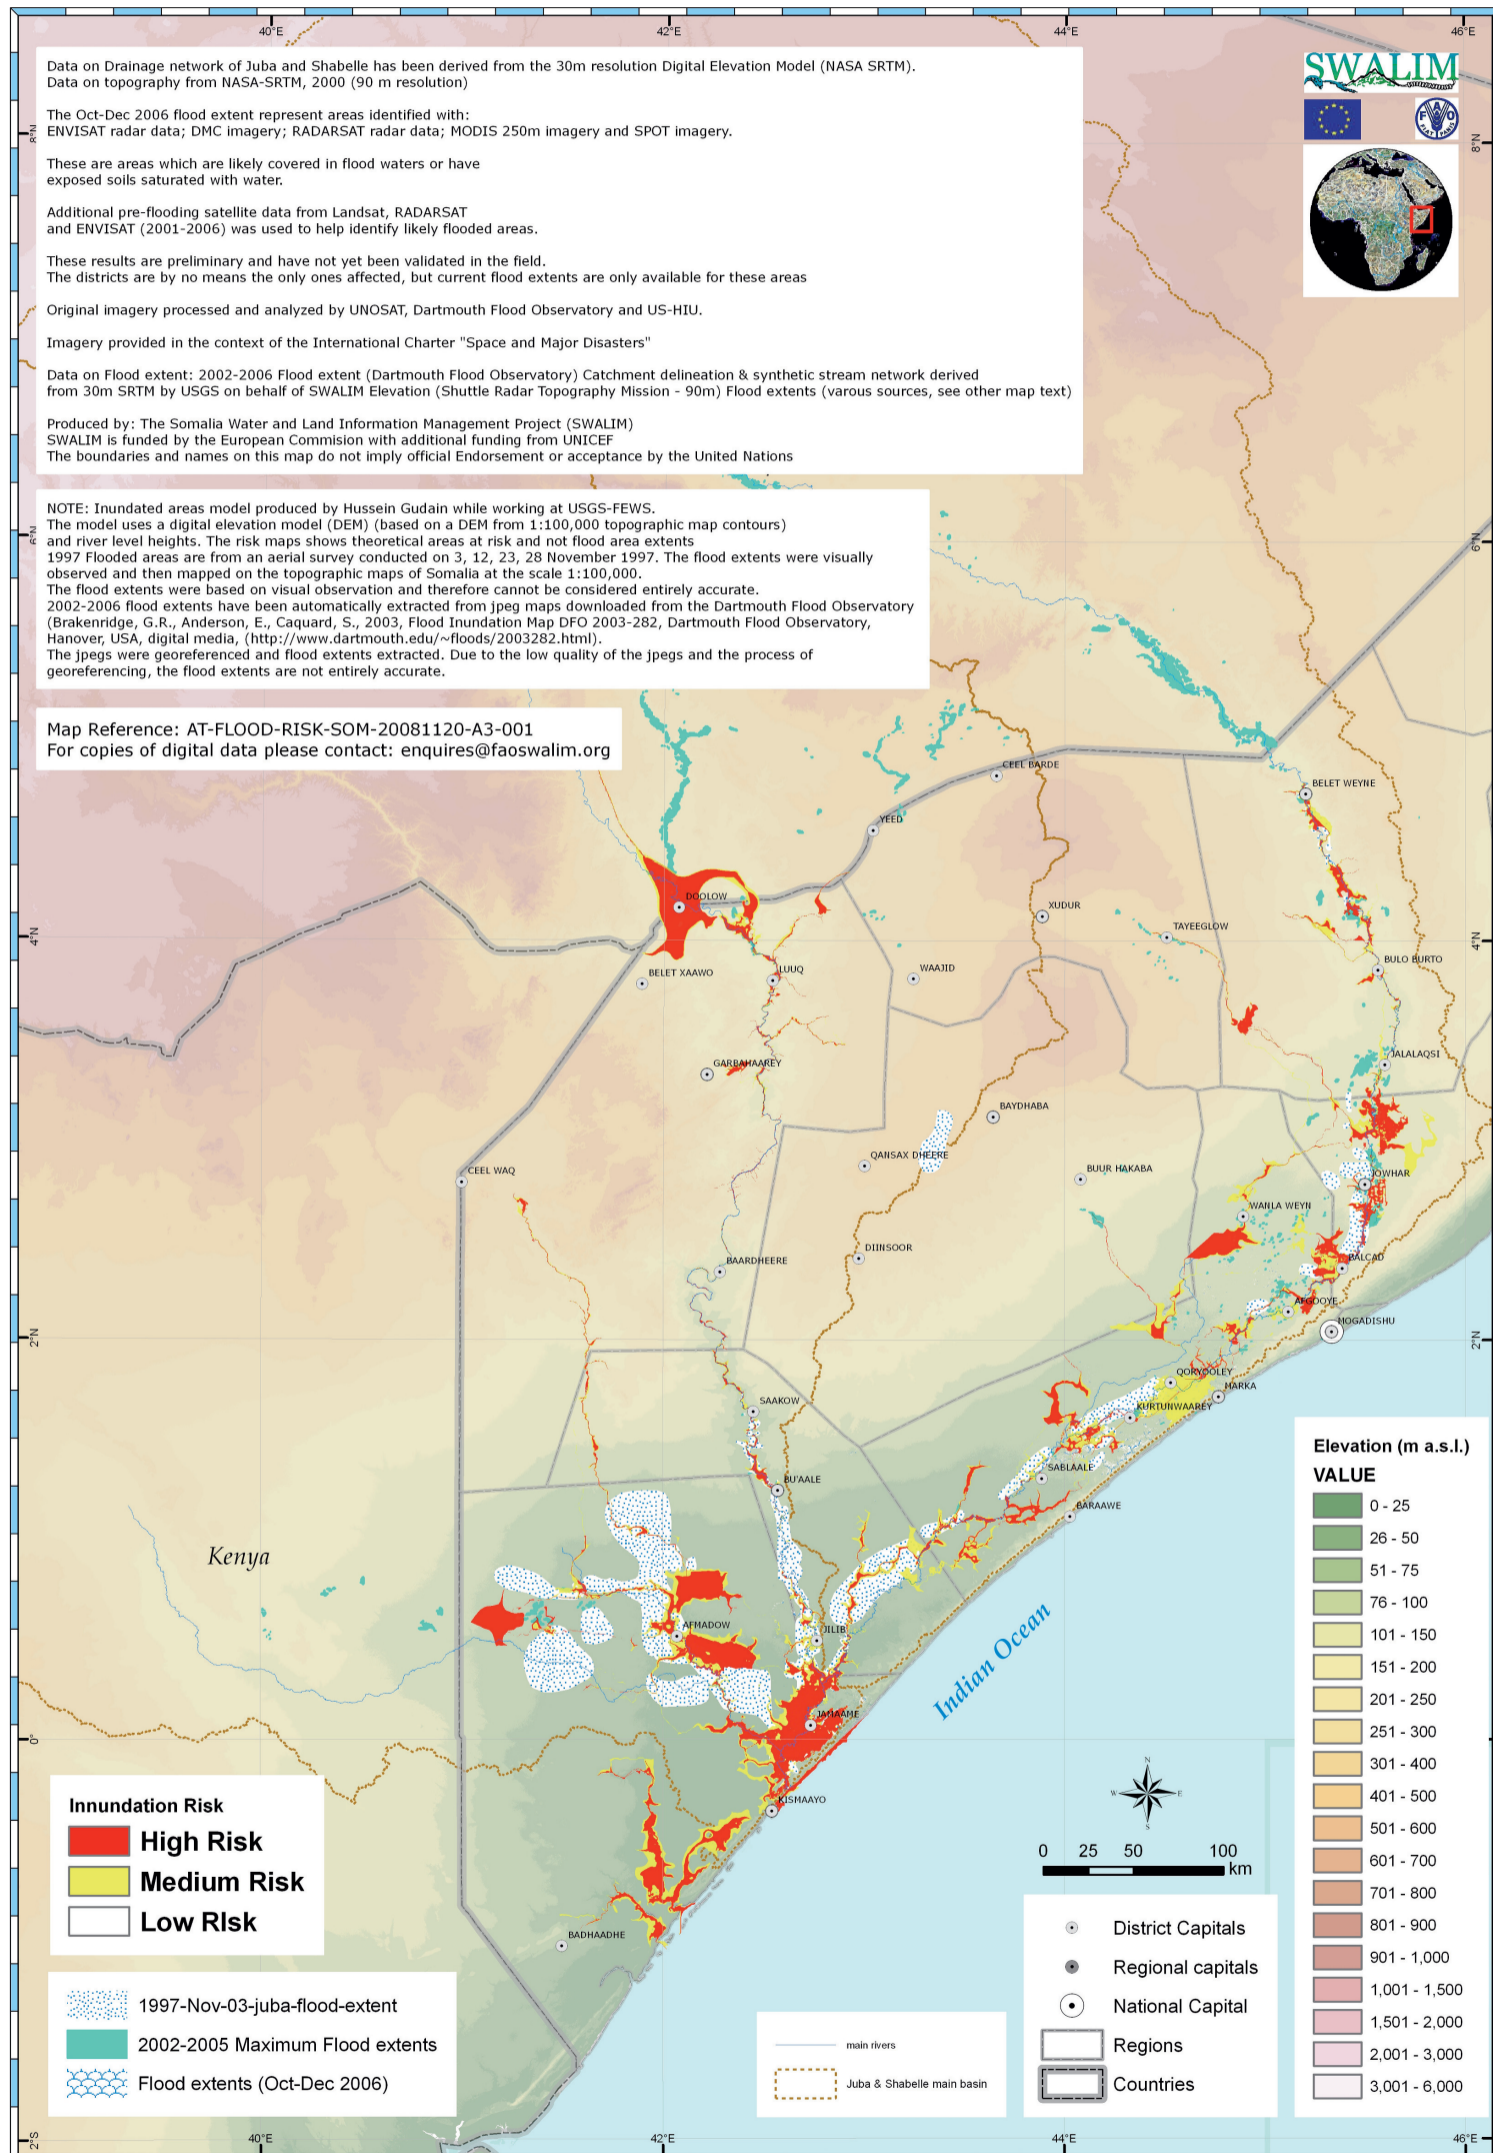 40°E
42°E
44°E
46°E
Data on Drainage network of Juba and Shabelle has been derived from the 30m resolution Digital Elevation Model (NASA SRTM).
Data on topography from NASA-SRTM, 2000 (90 m resolution)
The Oct-Dec 2006 flood extent represent areas identified with:
ENVISAT radar data; DMC imagery; RADARSAT radar data; MODIS 250m imagery and SPOT imagery.
These are areas which are likely covered in flood waters or have
exposed soils saturated with water.
Additional pre-flooding satellite data from Landsat, RADARSAT
and ENVISAT (2001-2006) was used to help identify likely flooded areas.
These results are preliminary and have not yet been validated in the field.
The districts are by no means the only ones affected, but current flood extents are only available for these areas
Original imagery processed and analyzed by UNOSAT, Dartmouth Flood Observatory and US-HIU.
Imagery provided in the context of the International Charter "Space and Major Disasters"
Data on Flood extent: 2002-2006 Flood extent (Dartmouth Flood Observatory) Catchment delineation & synthetic stream network derived
from 30m SRTM by USGS on behalf of SWALIM Elevation (Shuttle Radar Topography Mission - 90m) Flood extents (varous sources, see other map text)
Produced by: The Somalia Water and Land Information Management Project (SWALIM)
SWALIM is funded by the European Commision with additional funding from UNICEF
The boundaries and names on this map do not imply official Endorsement or acceptance by the United Nations
SWALIM
FAO
FIAT PANIS
8°N
8°N
NOTE: Inundated areas model produced by Hussein Gudain while working at USGS-FEWS.
The model uses a digital elevation model (DEM) (based on a DEM from 1:100,000 topographic map contours)
and river level heights. The risk maps shows theoretical areas at risk and not flood area extents
1997 Flooded areas are from an aerial survey conducted on 3, 12, 23, 28 November 1997. The flood extents were visually
observed and then mapped on the topographic maps of Somalia at the scale 1:100,000.
The flood extents were based on visual observation and therefore cannot be considered entirely accurate.
2002-2006 flood extents have been automatically extracted from jpeg maps downloaded from the Dartmouth Flood Observatory
(Brakenridge, G.R., Anderson, E., Caquard, S., 2003, Flood Inundation Map DFO 2003-282, Dartmouth Flood Observatory,
Hanover, USA, digital media, (http://www.dartmouth.edu/~floods/2003282.html).
The jpegs were georeferenced and flood extents extracted. Due to the low quality of the jpegs and the process of
georeferencing, the flood extents are not entirely accurate.
6°N
6°N
Map Reference: AT-FLOOD-RISK-SOM-20081120-A3-001
For copies of digital data please contact: enquires@faoswalim.org
CEEL BARDE
BELET WEYNE
YEED
DOOLOW
XUDUR
TAYEEGLOW
4°N
4°N
BELET XAAWO
LUUQ
WAAJID
BULO BURTO
GARBAHAAREY
JALALAQSI
BAYDHABA
QANSAX DHEERE
CEEL WAQ
BUUR HAKABA
JOWHAR
WANLA WEYN
DIINSOOR
BAARDHEERE
BALCAD
AFGOOYE
MOGADISHU
2°N
2°N
QORYOOLEY
MARKA
SAAKOW
KURTUNWAAREY
SABLAALE
BU'AALE
BARAAWE
Kenya
AFMADOW
JILIB
Indian Ocean
JAMAAME
0°
KISMAAYO
BADHAADHE
Innundation Risk
High Risk
Medium Risk
Low RIsk
1997-Nov-03-juba-flood-extent
2002-2005 Maximum Flood extents
Flood extents (Oct-Dec 2006)
main rivers
Juba & Shabelle main basin
N
W E
S
0 25 50 100
km
District Capitals
Regional capitals
National Capital
Regions
Countries
Elevation (m a.s.l.)
VALUE
0 - 25
26 - 50
51 - 75
76 - 100
101 - 150
151 - 200
201 - 250
251 - 300
301 - 400
401 - 500
501 - 600
601 - 700
701 - 800
801 - 900
901 - 1,000
1,001 - 1,500
1,501 - 2,000
2,001 - 3,000
3,001 - 6,000
2°S
40°E
42°E
44°E
46°E